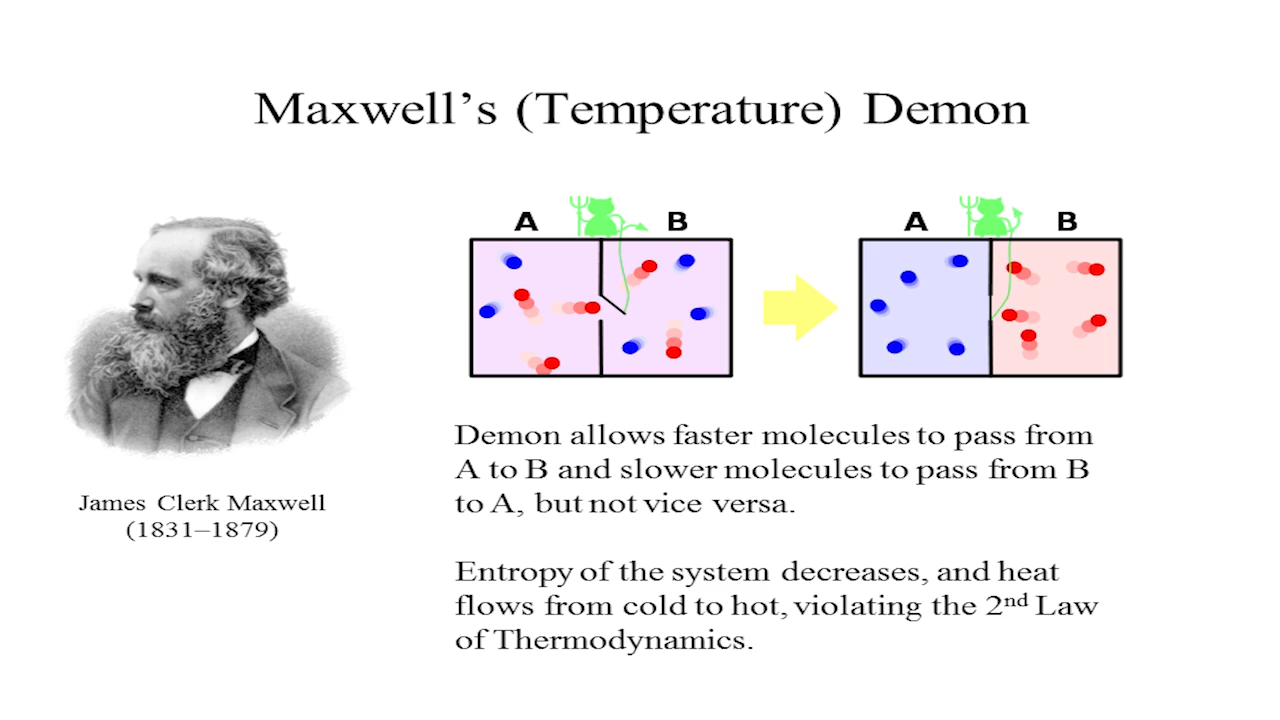 Maxwell’s (Temperature) Demon
A
B
A
B
James Clerk Maxwell
(1831–1879)
Demon allows faster molecules to pass from
A to B and slower molecules to pass from B
to A, but not vice versa.
Entropy of the system decreases, and heat
flows from cold to hot, violating the 2nd Law
of Thermodynamics.